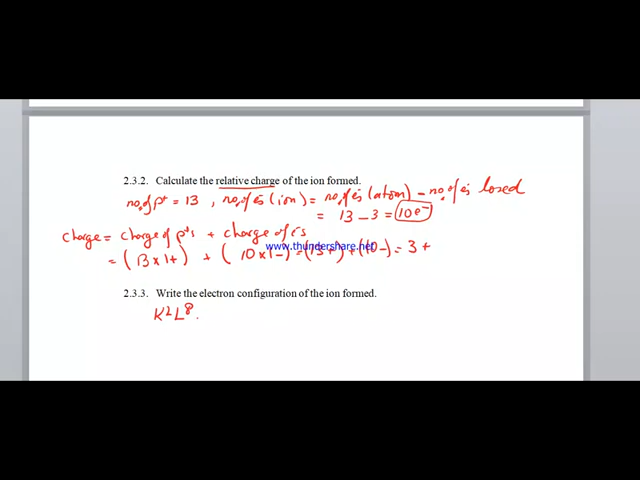 2.3.2. Calculate the relative charge of the ion formed.
no. of p⁺ = 13 , no. of e⁻s (ion) = no. of e⁻s (atom) – no. of e⁻s losed
= 13 – 3 = 10e⁻
charge = charge of p⁺s + charge of e⁻s
= (13 × 1+) + (10 × 1–) = (13+) + (10–) = 3+
www.thundershare.net
2.3.3. Write the electron configuration of the ion formed.
K² L⁸.